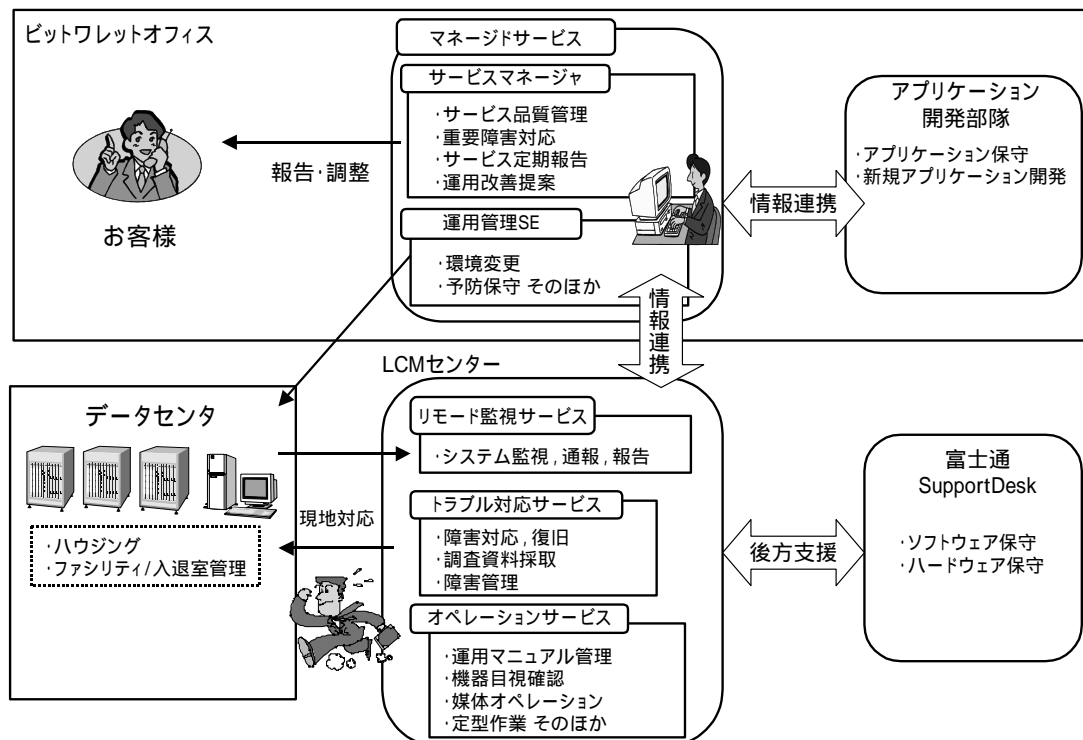 ビットワレットオフィス
マネージドサービス
サービスマネージャ
・サービス品質管理
・重要障害対応
・サービス定期報告
・運用改善提案
報告・調整
お客様
運用管理SE
・環境変更
・予防保守 そのほか
情報連携
アプリケーション
開発部隊
・アプリケーション保守
・新規アプリケーション開発
情報連携
LCMセンター
データセンタ
・ハウジング
・ファシリティ/入退室管理
現地対応
リモード監視サービス
・システム監視 , 通報 , 報告
トラブル対応サービス
・障害対応 , 復旧
・調査資料採取
・障害管理
オペレーションサービス
・運用マニュアル管理
・機器目視確認
・媒体オペレーション
・定型作業 そのほか
後方支援
富士通
SupportDesk
・ソフトウェア保守
・ハードウェア保守